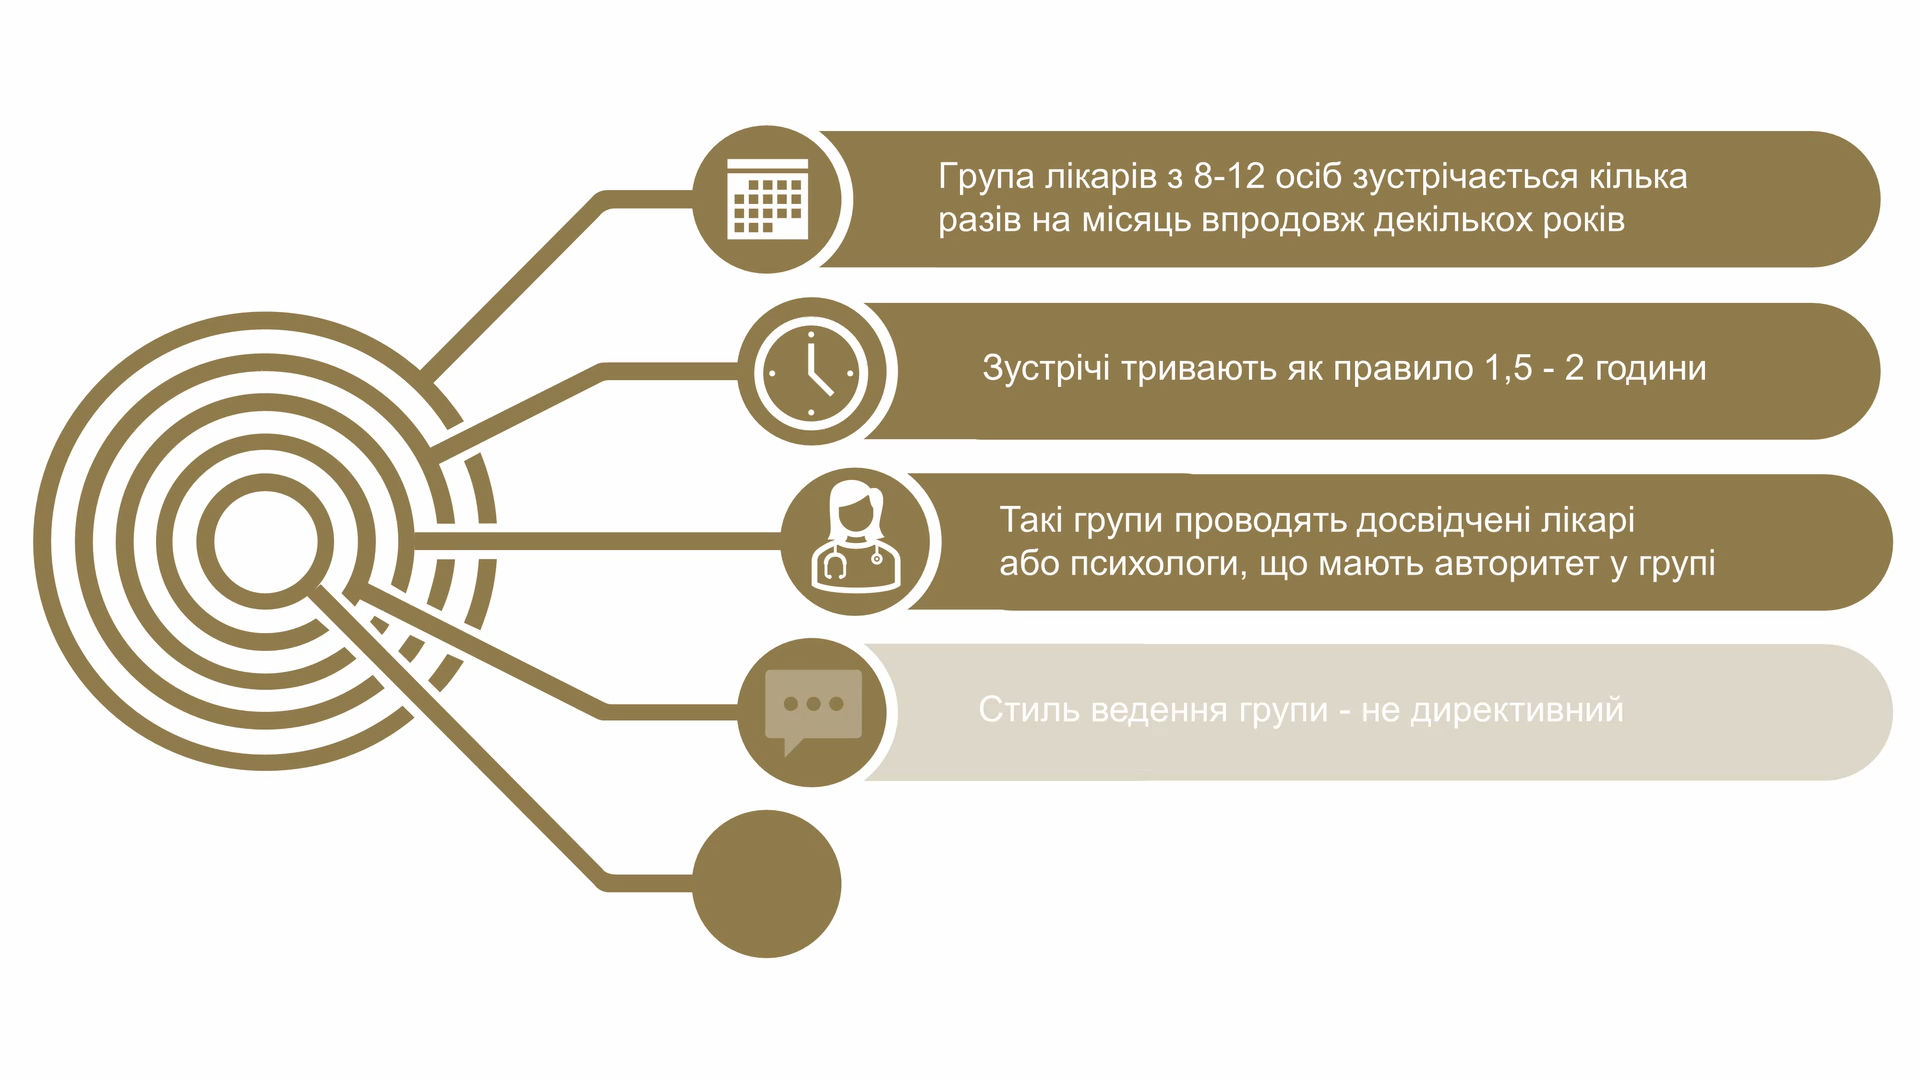 Група лікарів з 8-12 осіб зустрічається кілька
разів на місяць впродовж декількох років
Зустрічі тривають як правило 1,5 - 2 години
Такі групи проводять досвідчені лікарі
або психологи, що мають авторитет у групі
Стиль ведення групи - не директивний